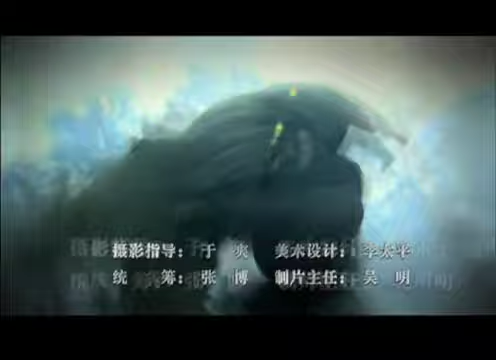 摄影指导：于 爽 美术设计：李太平
统 筹：张 博 制片主任：吴 明